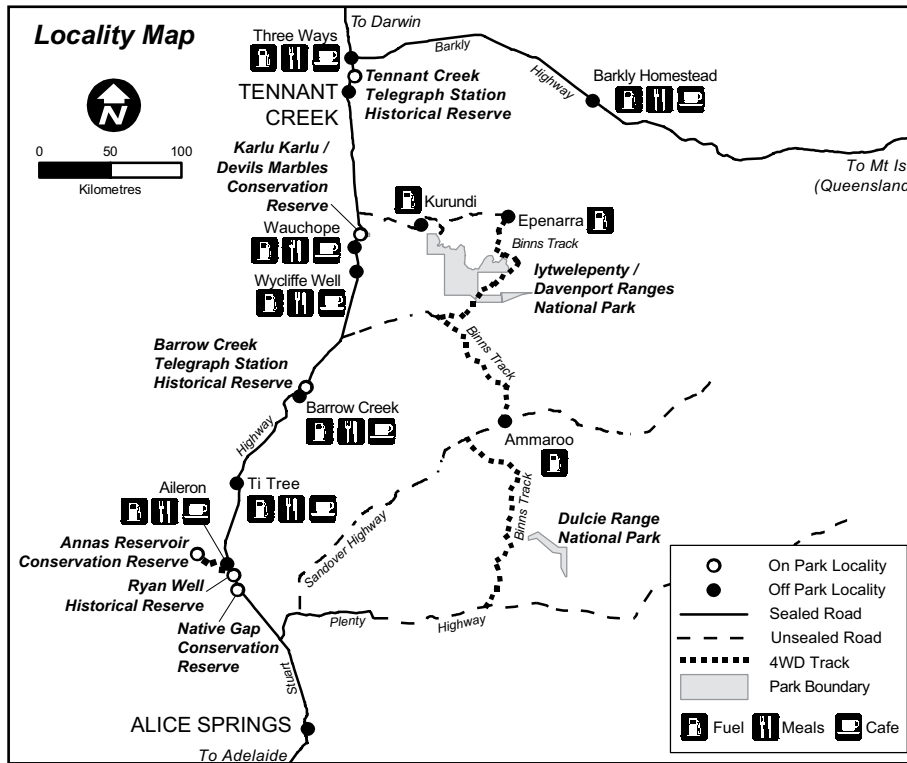 Locality Map
To Darwin
Three Ways
Barkly
Highway
Barkly Homestead
N
Tennant Creek
Telegraph Station
Historical Reserve
TENNANT
CREEK
0 50 100
Kilometres
To Mt Is
(Queensland
Karlu Karlu /
Devils Marbles
Conservation
Reserve
Kurundi
Epenarra
Wauchope
Binns Track
Wycliffe Well
Iytwelepenty /
Davenport Ranges
National Park
Barrow Creek
Telegraph Station
Historical Reserve
Binns Track
Barrow Creek
Highway
Ammaroo
Ti Tree
Aileron
Binns Track
Sandover Highway
Dulcie Range
National Park
Annas Reservoir
Conservation Reserve
Ryan Well
Historical Reserve
Native Gap
Conservation
Reserve
Plenty
Highway
Stuart
ALICE SPRINGS
To Adelaide
On Park Locality
Off Park Locality
Sealed Road
Unsealed Road
4WD Track
Park Boundary
Fuel Meals Cafe